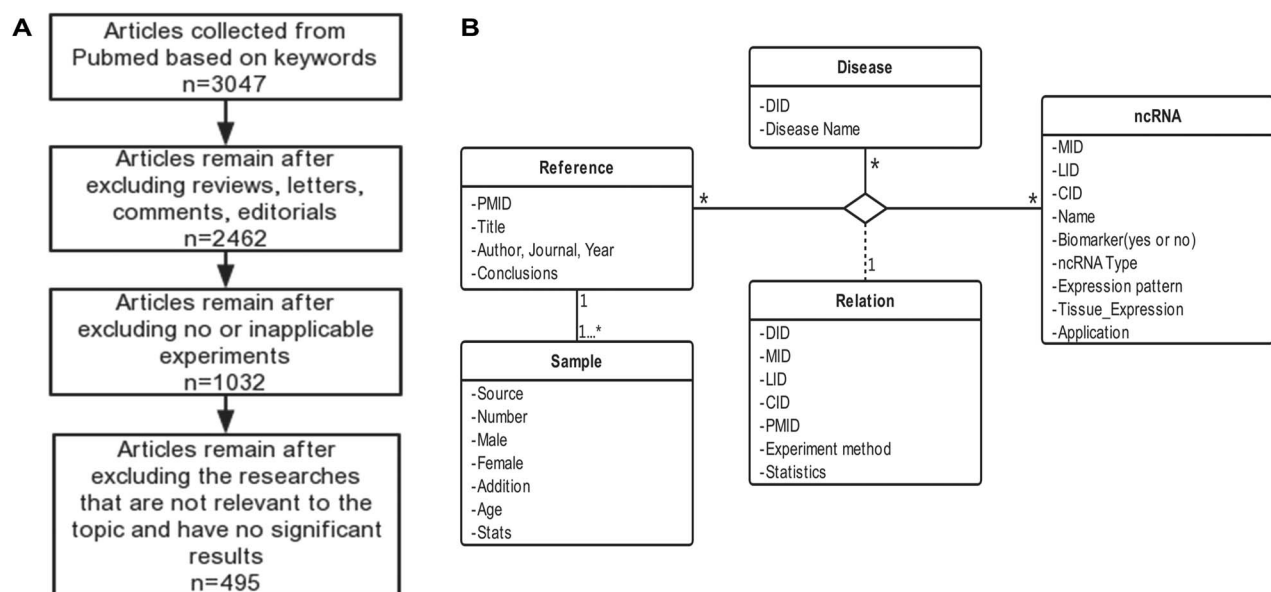 A
Articles collected from
Pubmed based on keywords
n=3047
Articles remain after
excluding reviews, letters,
comments, editorials
n=2462
Articles remain after
excluding no or inapplicable
experiments
n=1032
Articles remain after
excluding the researches
that are not relevant to the
topic and have no significant
results
n=495
B
Disease
-DID
-Disease Name
*
Reference
-PMID
-Title
-Author, Journal, Year
-Conclusions
*
*
ncRNA
-MID
-LID
-CID
-Name
-Biomarker(yes or no)
-ncRNA Type
-Expression pattern
-Tissue_Expression
-Application
1
1...*
Sample
-Source
-Number
-Male
-Female
-Addition
-Age
-Stats
1
Relation
-DID
-MID
-LID
-CID
-PMID
-Experiment method
-Statistics